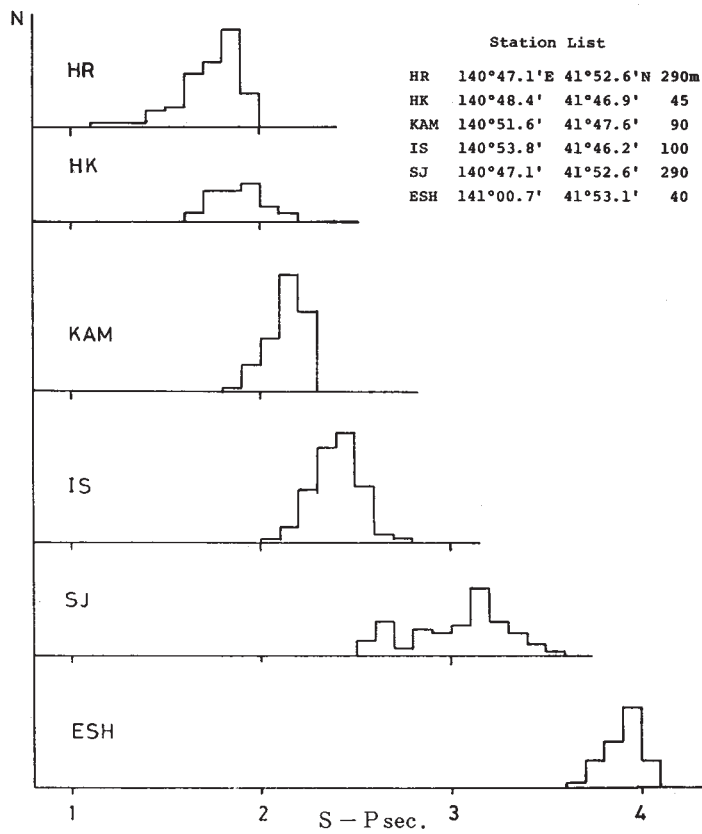 N
Station List
HR 140°47.1'E 41°52.6'N 290m
HK 140°48.4' 41°46.9' 45
KAM 140°51.6' 41°47.6' 90
IS 140°53.8' 41°46.2' 100
SJ 140°47.1' 41°52.6' 290
ESH 141°00.7' 41°53.1' 40
HR
HK
KAM
IS
SJ
ESH
1 2 3 4
S – P sec.